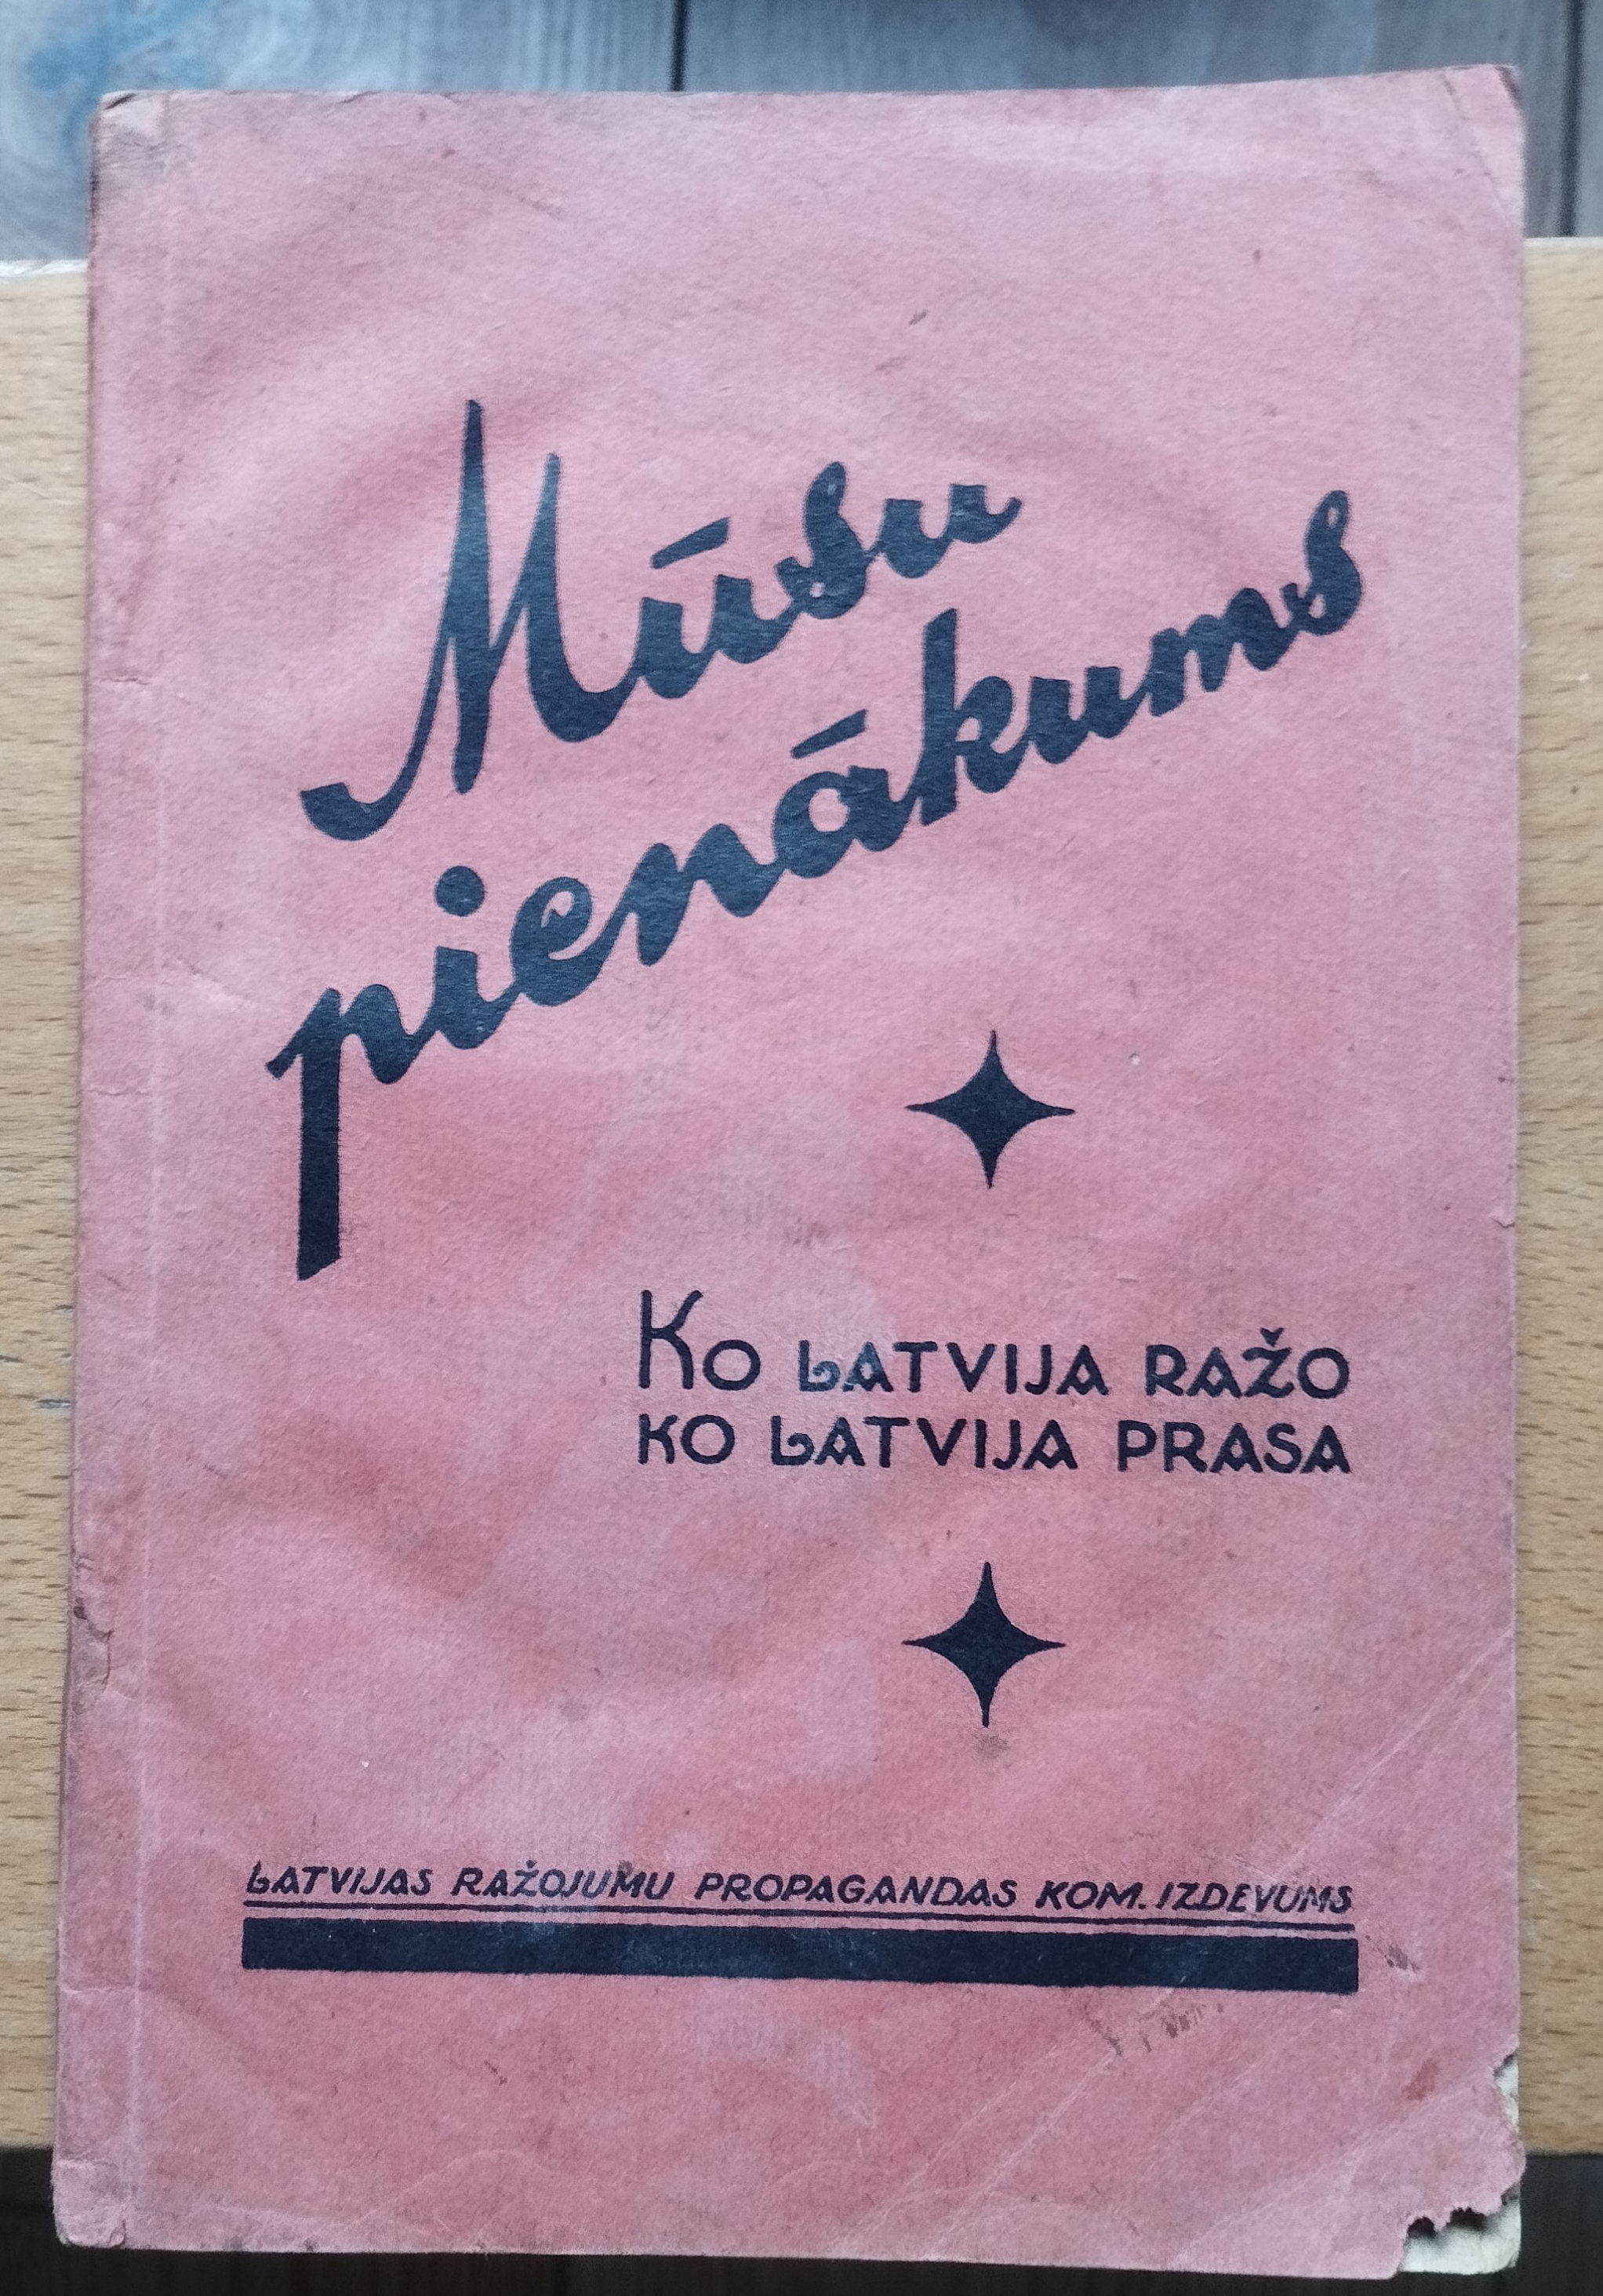 Mūsu
pienākums
Ko LATVIJA RAŽO
KO LATVIJA PRASA
LATVIJAS RAŽOJUMU PROPAGANDAS KOM. IZDEVUMS